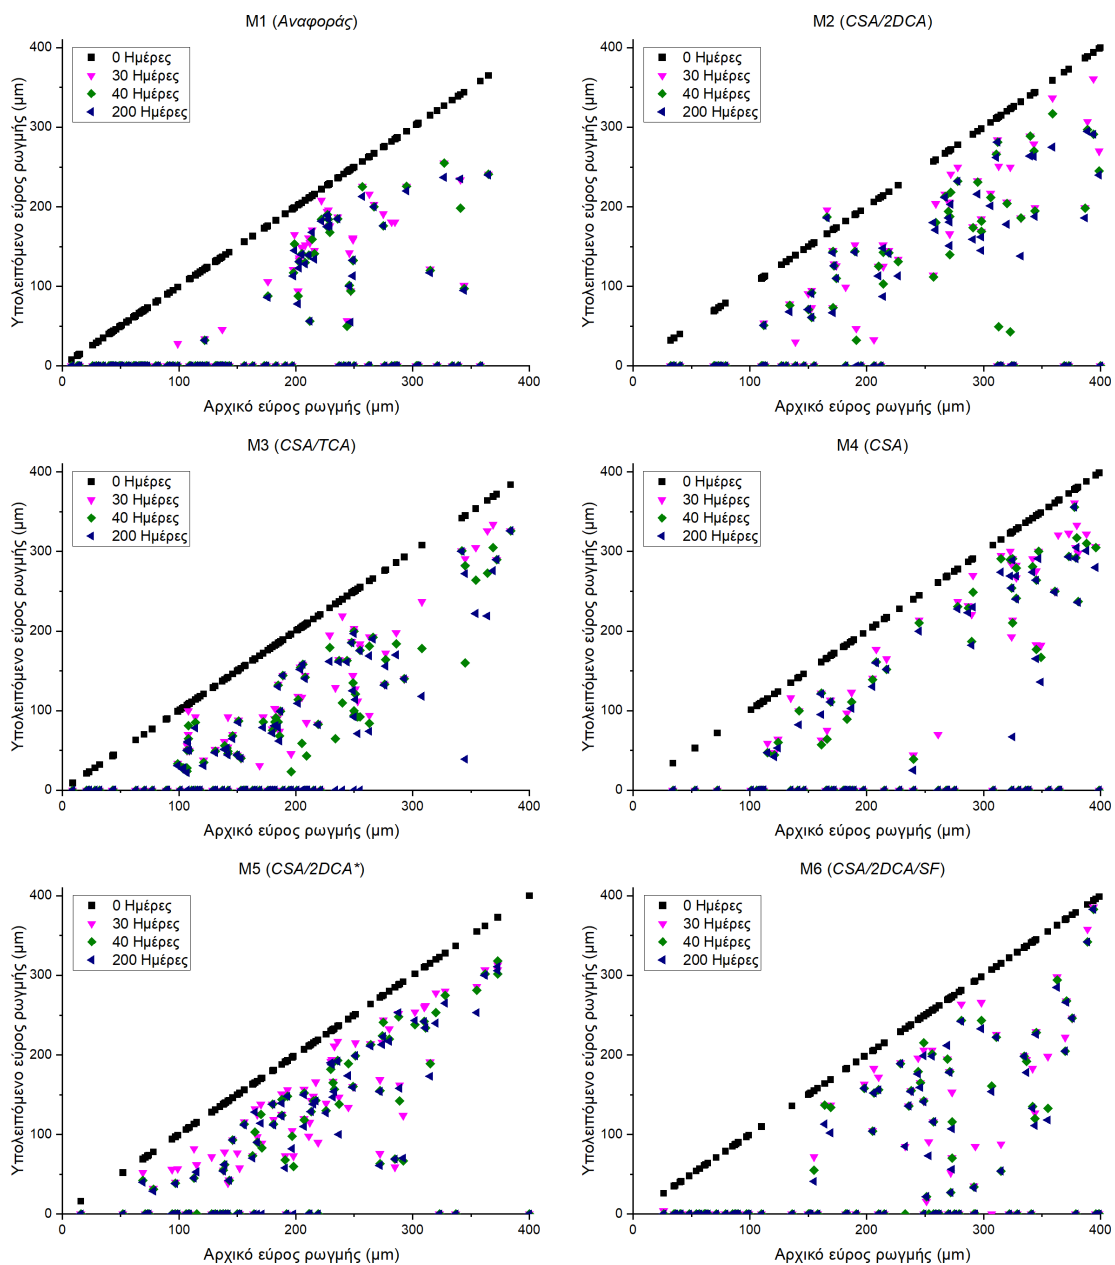 M1 (Αναφοράς)
400
300
200
100
0
0 Ημέρες
30 Ημέρες
40 Ημέρες
200 Ημέρες
Υπολειπόμενο εύρος ρωγμής (μm)
0 100 200 300 400
Αρχικό εύρος ρωγμής (μm)
M2 (CSA/2DCA)
400
300
200
100
0
0 Ημέρες
30 Ημέρες
40 Ημέρες
200 Ημέρες
Υπολειπόμενο εύρος ρωγμής (μm)
0 100 200 300 400
Αρχικό εύρος ρωγμής (μm)
M3 (CSA/TCA)
400
300
200
100
0
0 Ημέρες
30 Ημέρες
40 Ημέρες
200 Ημέρες
Υπολειπόμενο εύρος ρωγμής (μm)
0 100 200 300 400
Αρχικό εύρος ρωγμής (μm)
M4 (CSA)
400
300
200
100
0
0 Ημέρες
30 Ημέρες
40 Ημέρες
200 Ημέρες
Υπολειπόμενο εύρος ρωγμής (μm)
0 100 200 300 400
Αρχικό εύρος ρωγμής (μm)
M5 (CSA/2DCA*)
400
300
200
100
0
0 Ημέρες
30 Ημέρες
40 Ημέρες
200 Ημέρες
Υπολειπόμενο εύρος ρωγμής (μm)
0 100 200 300 400
Αρχικό εύρος ρωγμής (μm)
M6 (CSA/2DCA/SF)
400
300
200
100
0
0 Ημέρες
30 Ημέρες
40 Ημέρες
200 Ημέρες
Υπολειπόμενο εύρος ρωγμής (μm)
0 100 200 300 400
Αρχικό εύρος ρωγμής (μm)